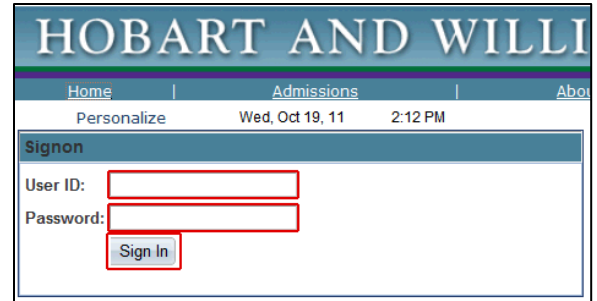 HOBART AND WILLI
Home | Admissions | Abou
Personalize Wed, Oct 19, 11 2:12 PM
Signon
User ID:
Password:
Sign In